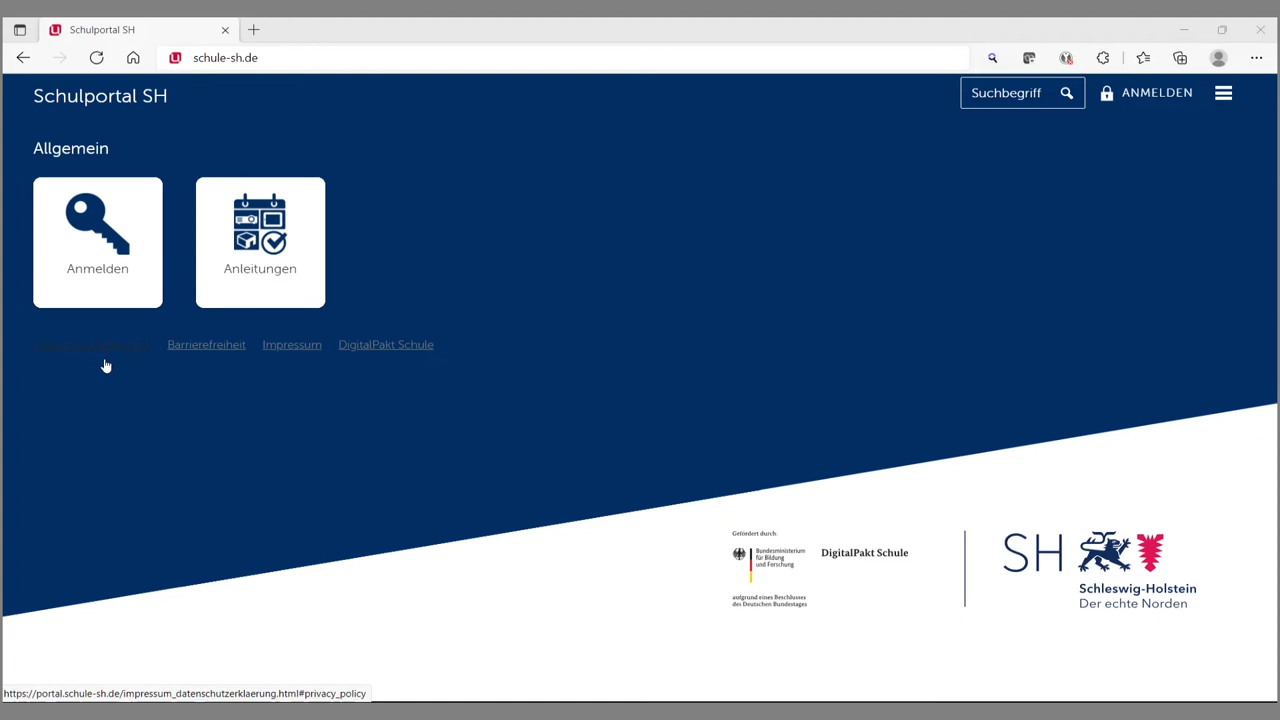 Schulportal SH
schule-sh.de
Schulportal SH
Suchbegriff
ANMELDEN
Allgemein
Anmelden
Anleitungen
Barrierefreiheit
Impressum
DigitalPakt Schule
Gefördert durch:
Bundesministerium
für Bildung
und Forschung
aufgrund eines Beschlusses
des Deutschen Bundestages
DigitalPakt Schule
SH
Schleswig-Holstein
Der echte Norden
https://portal.schule-sh.de/impressum_datenschutzerklaerung.html#privacy_policy